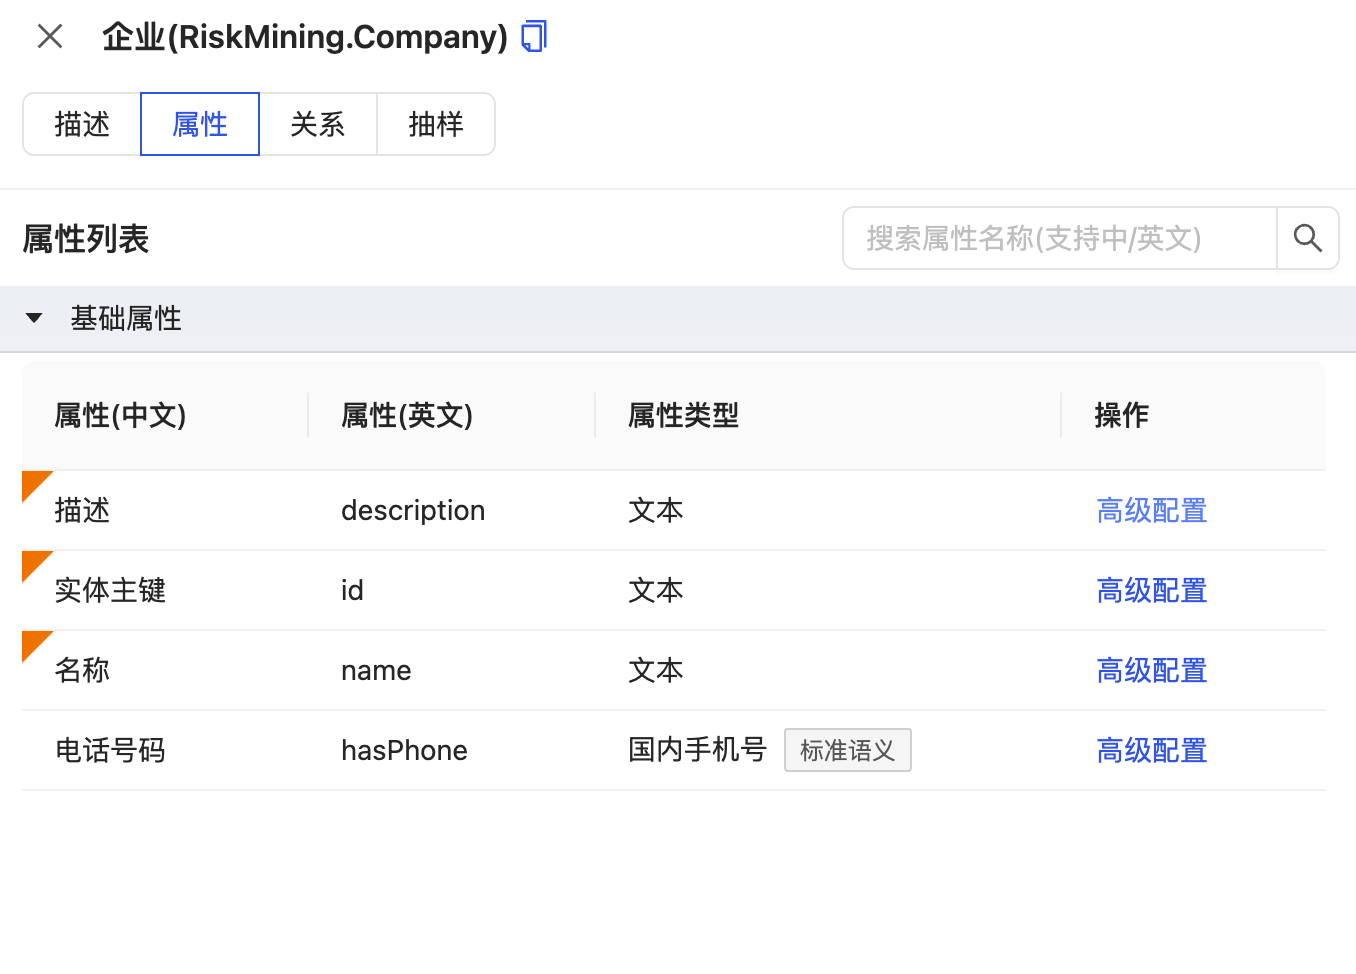 企业(RiskMining.Company)
描述 属性 关系 抽样
属性列表 搜索属性名称(支持中/英文)
基础属性
属性(中文) 属性(英文) 属性类型 操作
描述 description 文本 高级配置
实体主键 id 文本 高级配置
名称 name 文本 高级配置
电话号码 hasPhone 国内手机号 标准语义 高级配置